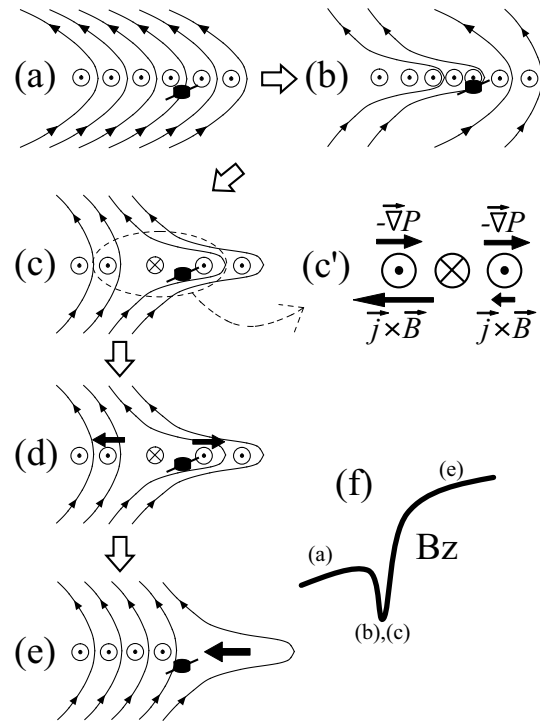 (a)
(b)
(c)
(c')
-∇⃗P -∇⃗P
j⃗×B⃗ j⃗×B⃗
(d)
(f)
(e)
Bz
(a)
(b),(c)
(e)